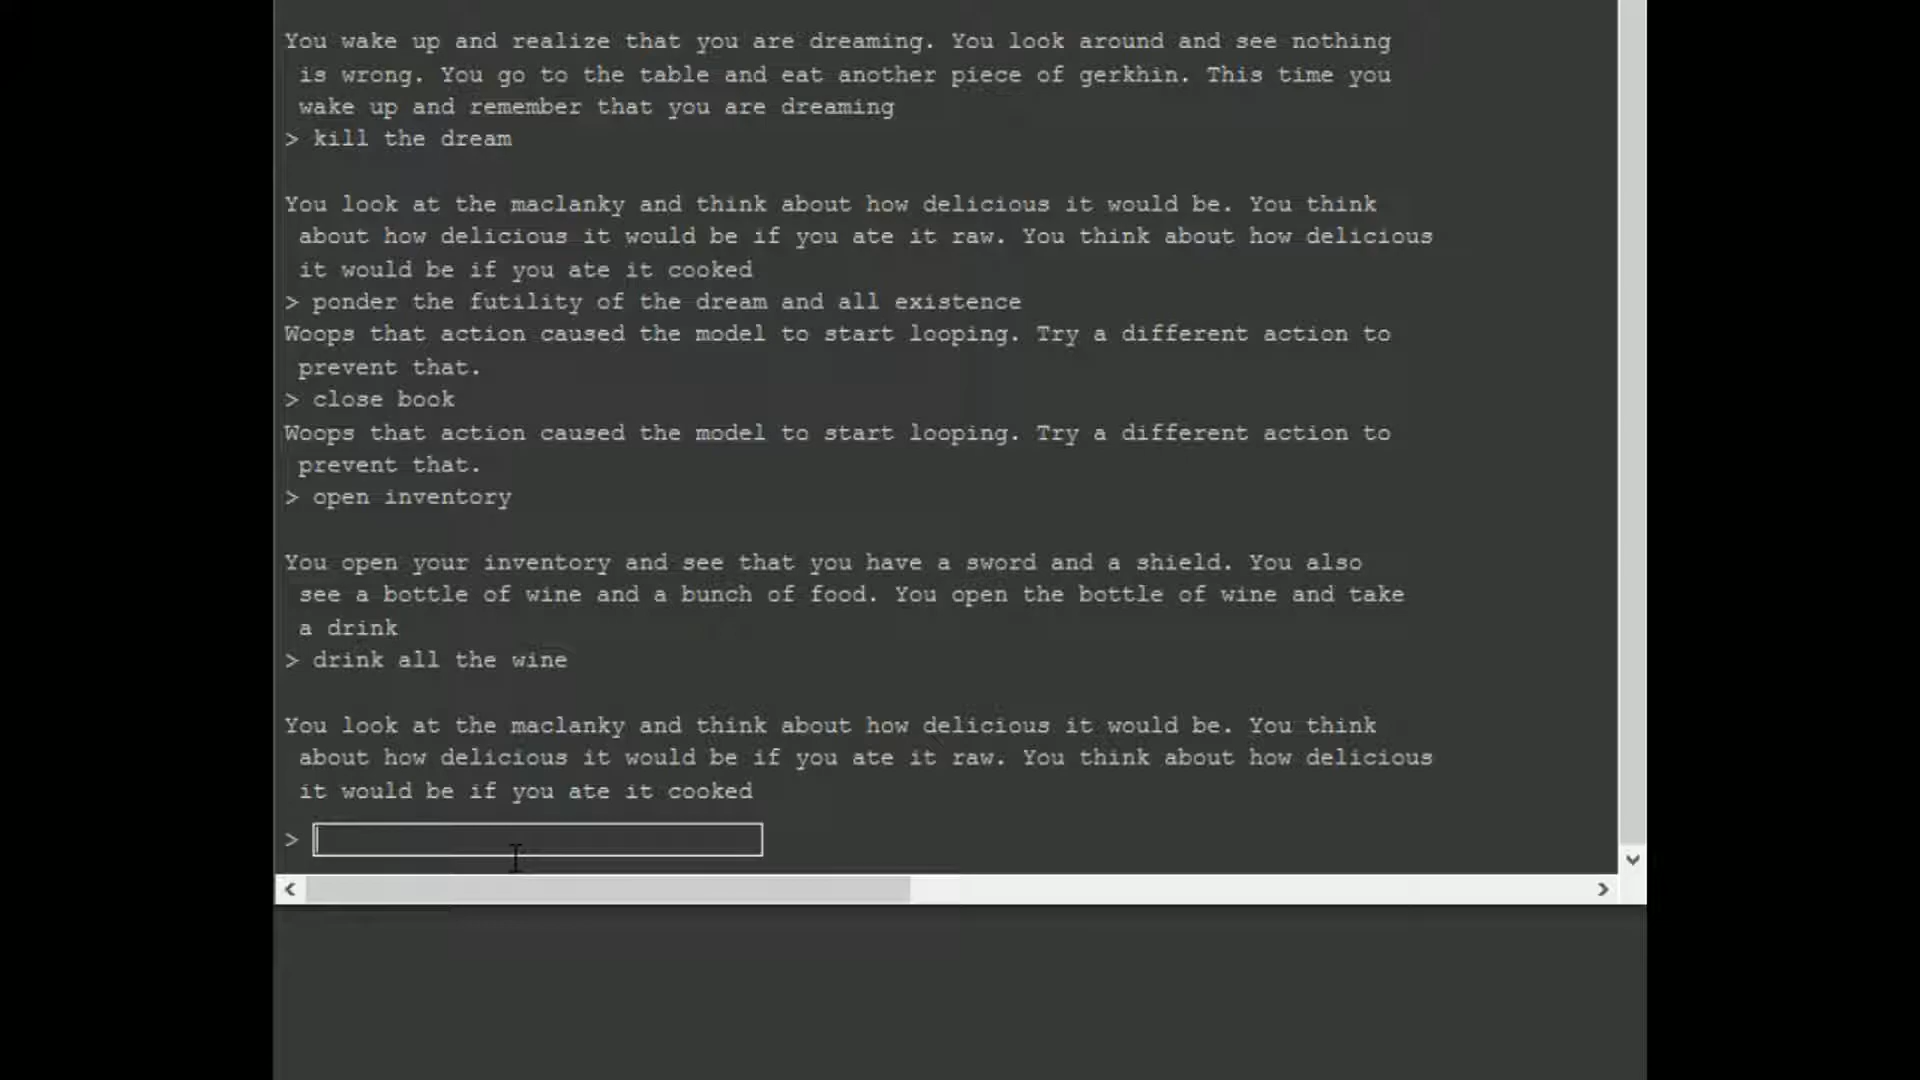 You wake up and realize that you are dreaming. You look around and see nothing
is wrong. You go to the table and eat another piece of gerkhin. This time you
wake up and remember that you are dreaming
> kill the dream
You look at the maclanky and think about how delicious it would be. You think
about how delicious it would be if you ate it raw. You think about how delicious
it would be if you ate it cooked
> ponder the futility of the dream and all existence
Woops that action caused the model to start looping. Try a different action to
prevent that.
> close book
Woops that action caused the model to start looping. Try a different action to
prevent that.
> open inventory
You open your inventory and see that you have a sword and a shield. You also
see a bottle of wine and a bunch of food. You open the bottle of wine and take
a drink
> drink all the wine
You look at the maclanky and think about how delicious it would be. You think
about how delicious it would be if you ate it raw. You think about how delicious
it would be if you ate it cooked
>